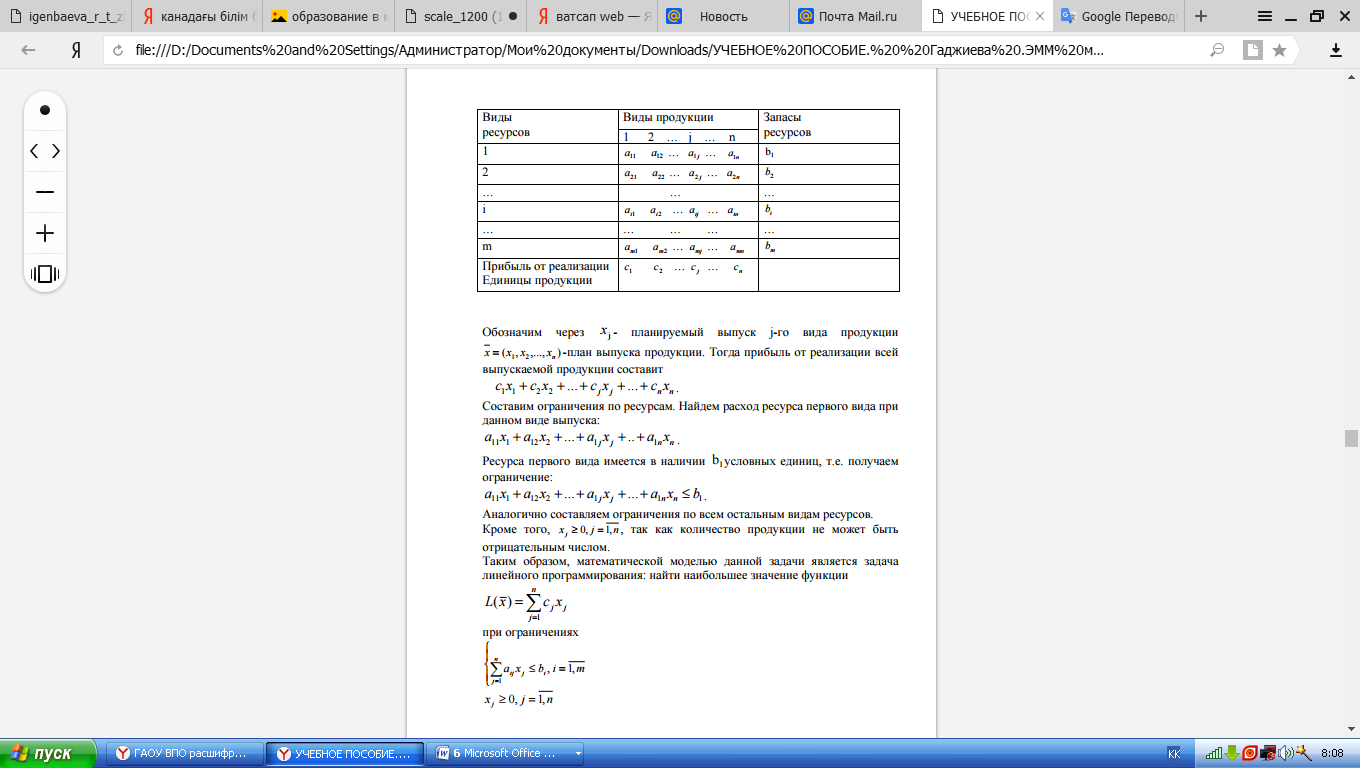 igenbaeva_r_t_z
канадағы білім б
образование в к
scale_1200 (1
ватсап web — Я
Новость
Почта Mail.ru
УЧЕБНОЕ ПОС
Google Перевод
file:///D:/Documents%20and%20Settings/Администратор/Мои%20документы/Downloads/УЧЕБНОЕ%20ПОСОБИЕ.%20%20Гаджиева%20.ЭММ%20м...
Виды ресурсов
Виды продукции
Запасы ресурсов
1 2 … j … n
1 a₁₁ a₁₂ … a₁ⱼ … a₁ₙ b₁
2 a₂₁ a₂₂ … a₂ⱼ … a₂ₙ b₂
… … …
i aᵢ₁ aᵢ₂ … aᵢⱼ … aᵢₙ bᵢ
… … … … …
m aₘ₁ aₘ₂ … aₘⱼ … aₘₙ bₘ
Прибыль от реализации c₁ c₂ … cⱼ … cₙ
Единицы продукции
Обозначим через xⱼ - планируемый выпуск j-го вида продукции
x̄ = (x₁, x₂,..., xₙ) -план выпуска продукции. Тогда прибыль от реализации всей
выпускаемой продукции составит
c₁x₁ + c₂x₂ + ... + cⱼxⱼ + ... + cₙxₙ .
Составим ограничения по ресурсам. Найдем расход ресурса первого вида при
данном виде выпуска:
a₁₁x₁ + a₁₂x₂ + ... + a₁ⱼxⱼ + .. + a₁ₙxₙ .
Ресурса первого вида имеется в наличии b₁ условных единиц, т.е. получаем
ограничение:
a₁₁x₁ + a₁₂x₂ + ... + a₁ⱼxⱼ + ... + a₁ₙxₙ ≤ b₁ .
Аналогично составляем ограничения по всем остальным видам ресурсов.
Кроме того, xⱼ ≥ 0, j = 1,n̅, так как количество продукции не может быть
отрицательным числом.
Таким образом, математической моделью данной задачи является задача
линейного программирования: найти наибольшее значение функции
L(x̄) = ∑ⱼ₌₁ⁿ cⱼxⱼ
при ограничениях
{∑ⱼ₌₁ⁿ aᵢⱼxⱼ ≤ bᵢ, i = 1,m̅
xⱼ ≥ 0, j = 1,n̅
пуск
ГАОУ ВПО расшифр...
УЧЕБНОЕ ПОСОБИЕ....
6 Microsoft Office ...
KK
8:08